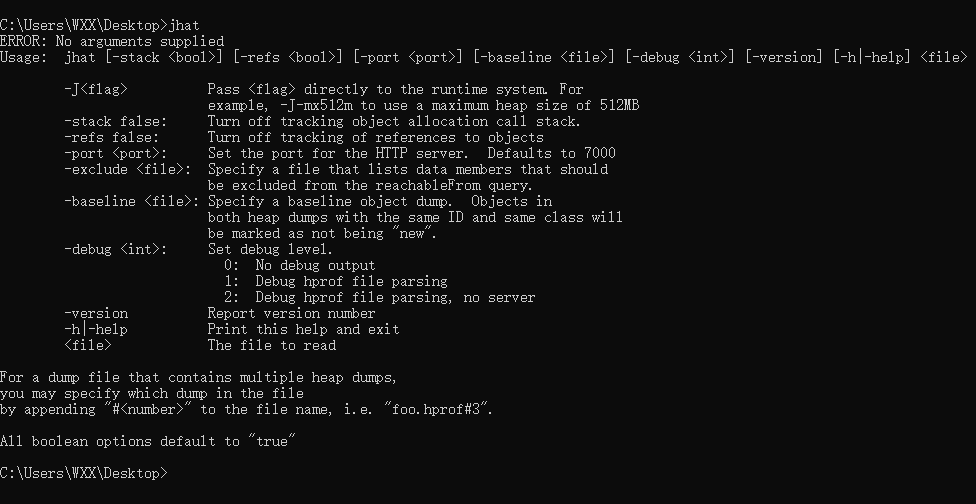 C:\Users\WXX\Desktop>jhat
ERROR: No arguments supplied
Usage:  jhat [-stack <bool>] [-refs <bool>] [-port <port>] [-baseline <file>] [-debug <int>] [-version] [-h|-help] <file>

        -J<flag>          Pass <flag> directly to the runtime system. For
                          example, -J-mx512m to use a maximum heap size of 512MB
        -stack false:     Turn off tracking object allocation call stack.
        -refs false:      Turn off tracking of references to objects
        -port <port>:     Set the port for the HTTP server.  Defaults to 7000
        -exclude <file>:  Specify a file that lists data members that should
                          be excluded from the reachableFrom query.
        -baseline <file>: Specify a baseline object dump.  Objects in
                          both heap dumps with the same ID and same class will
                          be marked as not being "new".
        -debug <int>:     Set debug level.
                            0:  No debug output
                            1:  Debug hprof file parsing
                            2:  Debug hprof file parsing, no server
        -version          Report version number
        -h|-help          Print this help and exit
        <file>            The file to read

For a dump file that contains multiple heap dumps,
you may specify which dump in the file
by appending "#<number>" to the file name, i.e. "foo.hprof#3".

All boolean options default to "true"

C:\Users\WXX\Desktop>